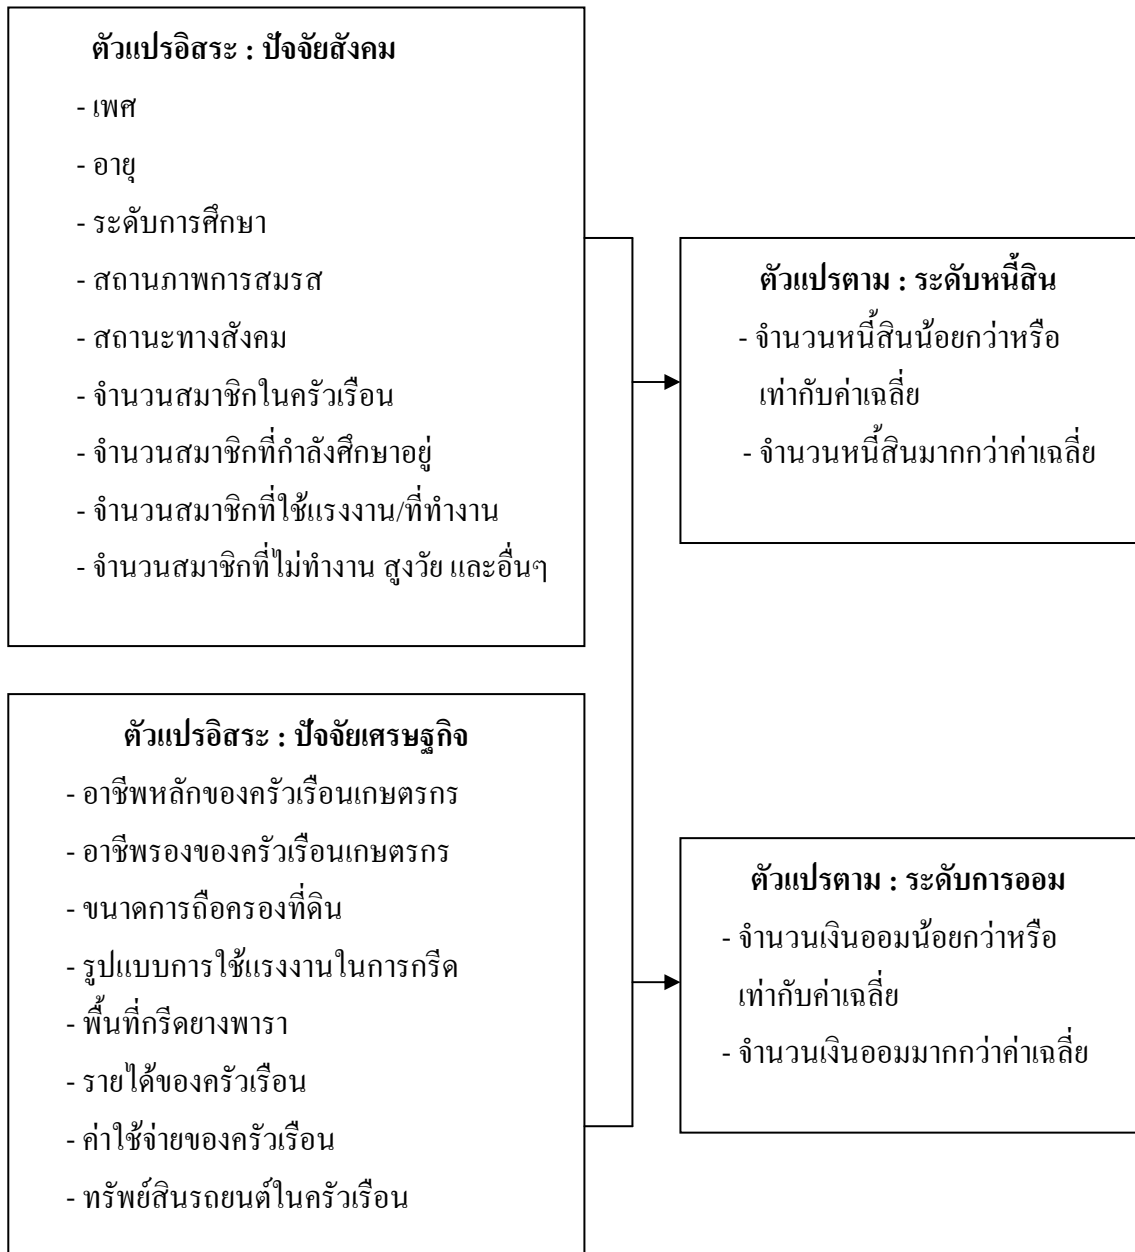 ตัวแปรอิสระ : ปัจจัยสังคม
- เพศ
- อายุ
- ระดับการศึกษา
- สถานภาพการสมรส
- สถานะทางสังคม
- จำนวนสมาชิกในครัวเรือน
- จำนวนสมาชิกที่กำลังศึกษาอยู่
- จำนวนสมาชิกที่ใช้แรงงาน/ที่ทำงาน
- จำนวนสมาชิกที่ไม่ทำงาน สูงวัย และอื่นๆ
ตัวแปรตาม : ระดับหนี้สิน
- จำนวนหนี้สินน้อยกว่าหรือ
เท่ากับค่าเฉลี่ย
- จำนวนหนี้สินมากกว่าค่าเฉลี่ย
ตัวแปรอิสระ : ปัจจัยเศรษฐกิจ
- อาชีพหลักของครัวเรือนเกษตรกร
- อาชีพรองของครัวเรือนเกษตรกร
- ขนาดการถือครองที่ดิน
- รูปแบบการใช้แรงงานในการกรีด
- พื้นที่กรีดยางพารา
- รายได้ของครัวเรือน
- ค่าใช้จ่ายของครัวเรือน
- ทรัพย์สินรถยนต์ในครัวเรือน
ตัวแปรตาม : ระดับการออม
- จำนวนเงินออมน้อยกว่าหรือ
เท่ากับค่าเฉลี่ย
- จำนวนเงินออมมากกว่าค่าเฉลี่ย